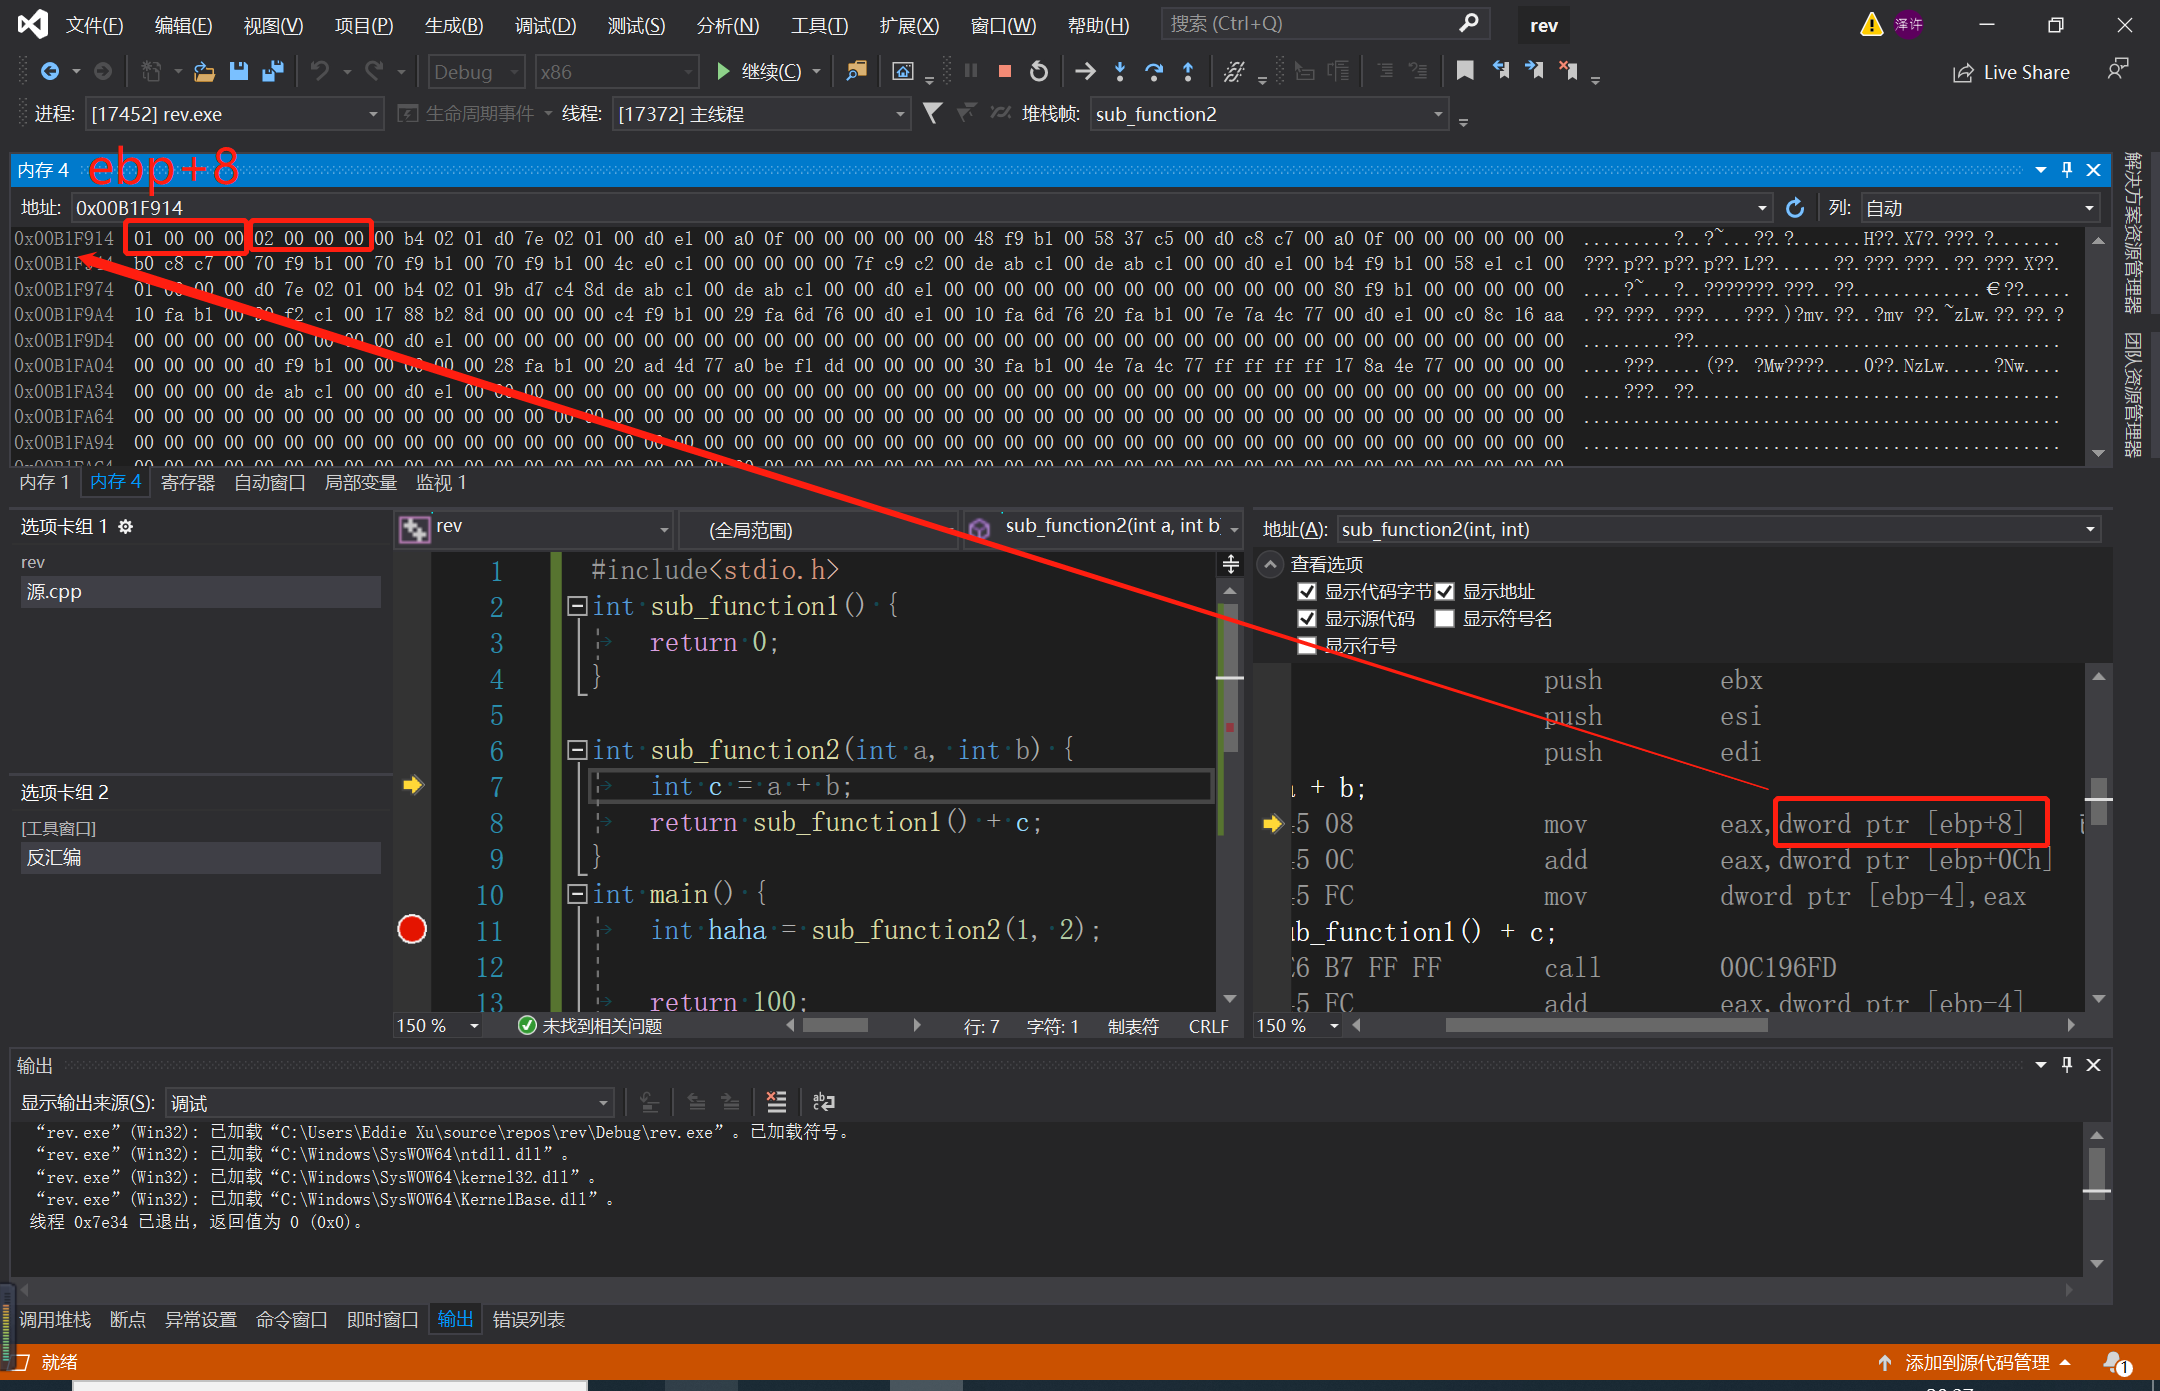 文件(F) 编辑(E) 视图(V) 项目(P) 生成(B) 调试(D) 测试(S) 分析(N) 工具(T) 扩展(X) 窗口(W) 帮助(H) 搜索 (Ctrl+Q) rev 泽许
Debug x86 继续(C) Live Share
进程: [17452] rev.exe 生命周期事件 线程: [17372] 主线程 堆栈帧: sub_function2
内存 4 ebp+8
地址: 0x00B1F914 列: 自动
0x00B1F914 01 00 00 00 02 00 00 00 00 b4 02 01 d0 7e 02 01 00 d0 e1 00 a0 0f 00 00 00 00 00 00 48 f9 b1 00 58 37 c5 00 d0 c8 c7 00 a0 0f 00 00 00 00 00 00
0x00B1F944 b0 c8 c7 00 70 f9 b1 00 70 f9 b1 00 70 f9 b1 00 4c e0 c1 00 00 00 00 00 7f c9 c2 00 de ab c1 00 de ab c1 00 00 d0 e1 00 b4 f9 b1 00 58 e1 c1 00
0x00B1F974 01 00 00 00 d0 7e 02 01 00 b4 02 01 9b d7 c4 8d de ab c1 00 de ab c1 00 00 d0 e1 00 00 00 00 00 00 00 00 00 00 00 00 00 80 f9 b1 00 00 00 00 00
0x00B1F9A4 10 fa b1 00 90 f2 c1 00 17 88 b2 8d 00 00 00 00 c4 f9 b1 00 29 fa 6d 76 00 d0 e1 00 10 fa 6d 76 20 fa b1 00 7e 7a 4c 77 00 d0 e1 00 c0 8c 16 aa
0x00B1F9D4 00 00 00 00 00 00 00 00 00 d0 e1 00 00 00 00 00 00 00 00 00 00 00 00 00 00 00 00 00 00 00 00 00 00 00 00 00 00 00 00 00 00 00 00 00 00 00 00 00
0x00B1FA04 00 00 00 00 d0 f9 b1 00 00 00 00 00 28 fa b1 00 20 ad 4d 77 a0 be f1 dd 00 00 00 00 30 fa b1 00 4e 7a 4c 77 ff ff ff ff 17 8a 4e 77 00 00 00 00
0x00B1FA34 00 00 00 00 de ab c1 00 00 d0 e1 00 00 00 00 00 00 00 00 00 00 00 00 00 00 00 00 00 00 00 00 00 00 00 00 00 00 00 00 00 00 00 00 00 00 00 00 00
0x00B1FA64 00 00 00 00 00 00 00 00 00 00 00 00 00 00 00 00 00 00 00 00 00 00 00 00 00 00 00 00 00 00 00 00 00 00 00 00 00 00 00 00 00 00 00 00 00 00 00 00
0x00B1FA94 00 00 00 00 00 00 00 00 00 00 00 00 00 00 00 00 00 00 00 00 00 00 00 00 00 00 00 00 00 00 00 00 00 00 00 00 00 00 00 00 00 00 00 00 00 00 00 00
内存 1 内存 4 寄存器 自动窗口 局部变量 监视 1
解决方案资源管理器
团队资源管理器
选项卡组 1
rev
源.cpp
选项卡组 2
[工具窗口]
反汇编
rev (全局范围) sub_function2(int a, int b)
1 #include<stdio.h>
2 int sub_function1() {
3 return 0;
4 }
5
6 int sub_function2(int a, int b) {
7 int c = a + b;
8 return sub_function1() + c;
9 }
10 int main() {
11 int haha = sub_function2(1, 2);
12
13 return 100;
150 % 未找到相关问题 行: 7 字符: 1 制表符 CRLF
地址(A): sub_function2(int, int)
查看选项
显示代码字节 显示地址
显示源代码 显示符号名
显示行号
push ebx
push esi
push edi
+ b;
45 08 mov eax,dword ptr [ebp+8]
45 0C add eax,dword ptr [ebp+0Ch]
45 FC mov dword ptr [ebp-4],eax
ub_function1() + c;
E6 B7 FF FF call 00C196FD
45 FC add eax,dword ptr [ebp-4]
150 %
输出
显示输出来源(S): 调试
“rev.exe”(Win32): 已加载“C:\Users\Eddie Xu\source\repos\rev\Debug\rev.exe”。已加载符号。
“rev.exe”(Win32): 已加载“C:\Windows\SysWOW64\ntdll.dll”。
“rev.exe”(Win32): 已加载“C:\Windows\SysWOW64\kernel32.dll”。
“rev.exe”(Win32): 已加载“C:\Windows\SysWOW64\KernelBase.dll”。
线程 0x7e34 已退出，返回值为 0 (0x0)。
调用堆栈 断点 异常设置 命令窗口 即时窗口 输出 错误列表
就绪 添加到源代码管理 1